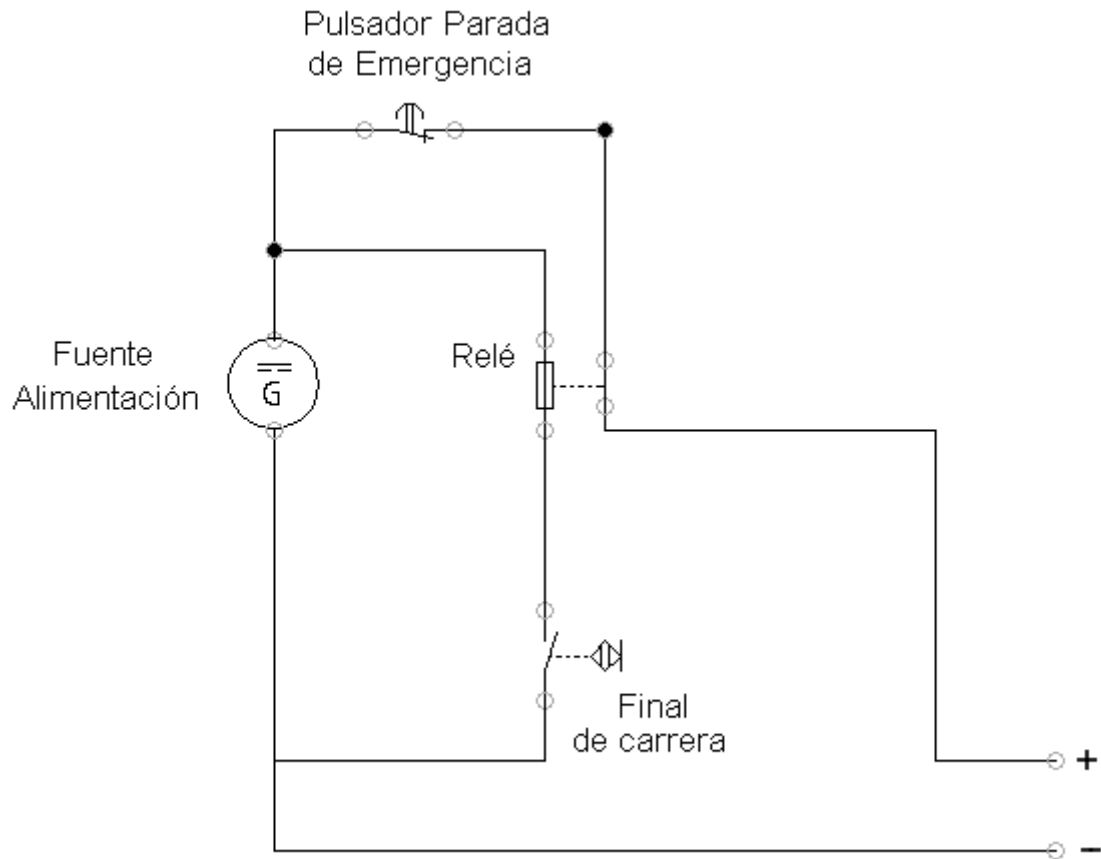 Pulsador Parada
de Emergencia
Fuente
Alimentación
G
Relé
Final
de carrera
+
-